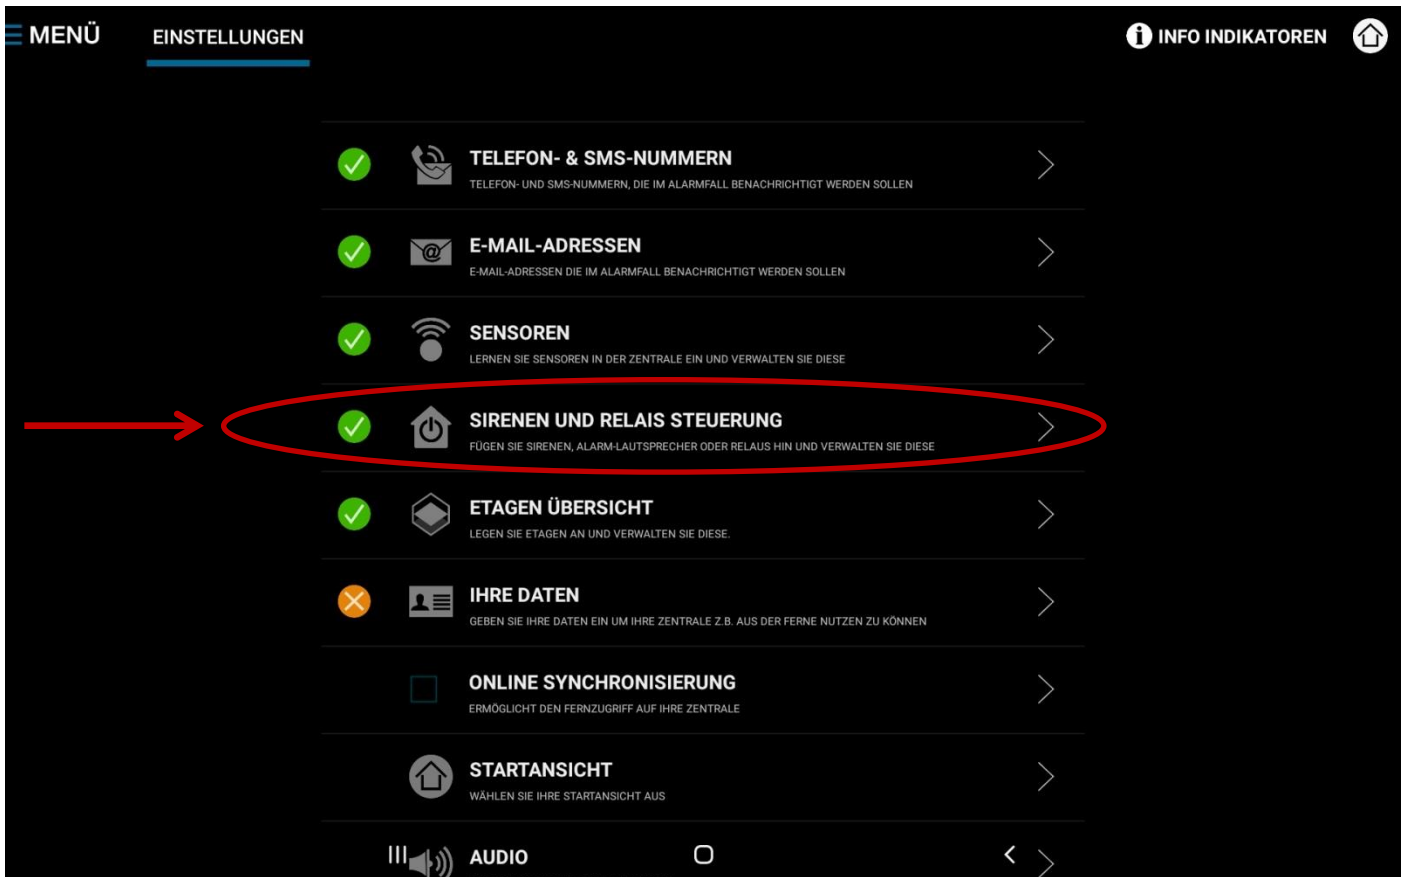 MENÜ EINSTELLUNGEN INFO INDIKATOREN
TELEFON- & SMS-NUMMERN
TELEFON- UND SMS-NUMMERN, DIE IM ALARMFALL BENACHRICHTIGT WERDEN SOLLEN
E-MAIL-ADRESSEN
E-MAIL-ADRESSEN DIE IM ALARMFALL BENACHRICHTIGT WERDEN SOLLEN
SENSOREN
LERNEN SIE SENSOREN IN DER ZENTRALE EIN UND VERWALTEN SIE DIESE
SIRENEN UND RELAIS STEUERUNG
FÜGEN SIE SIRENEN, ALARM-LAUTSPRECHER ODER RELAUS HIN UND VERWALTEN SIE DIESE
ETAGEN ÜBERSICHT
LEGEN SIE ETAGEN AN UND VERWALTEN SIE DIESE.
IHRE DATEN
GEBEN SIE IHRE DATEN EIN UM IHRE ZENTRALE Z.B. AUS DER FERNE NUTZEN ZU KÖNNEN
ONLINE SYNCHRONISIERUNG
ERMÖGLICHT DEN FERNZUGRIFF AUF IHRE ZENTRALE
STARTANSICHT
WÄHLEN SIE IHRE STARTANSICHT AUS
AUDIO